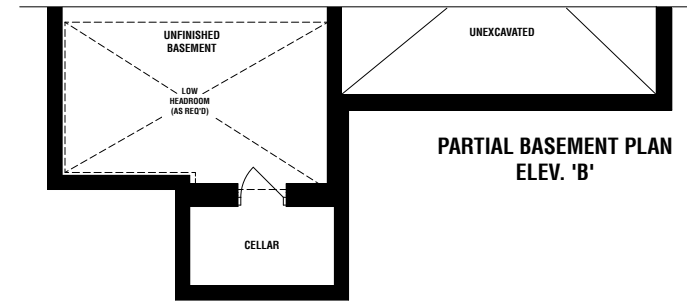 UNFINISHED
BASEMENT
UNEXCAVATED
LOW
HEADROOM
(AS REQ'D)
PARTIAL BASEMENT PLAN
ELEV. 'B'
CELLAR